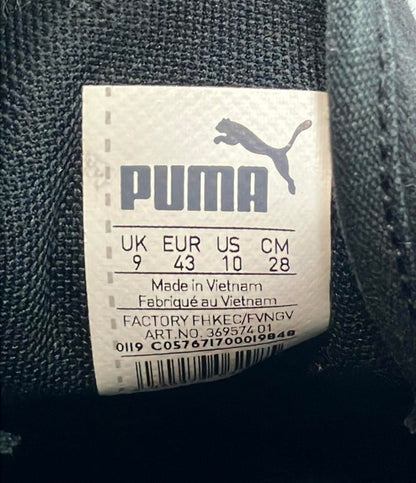 PUMA
UK EUR US CM
9 43 10 28
Made in Vietnam
Fabriqué au Vietnam
FACTORY FHKEC/FVNGV
ART.NO. 369574 01
0119 C057671700019848